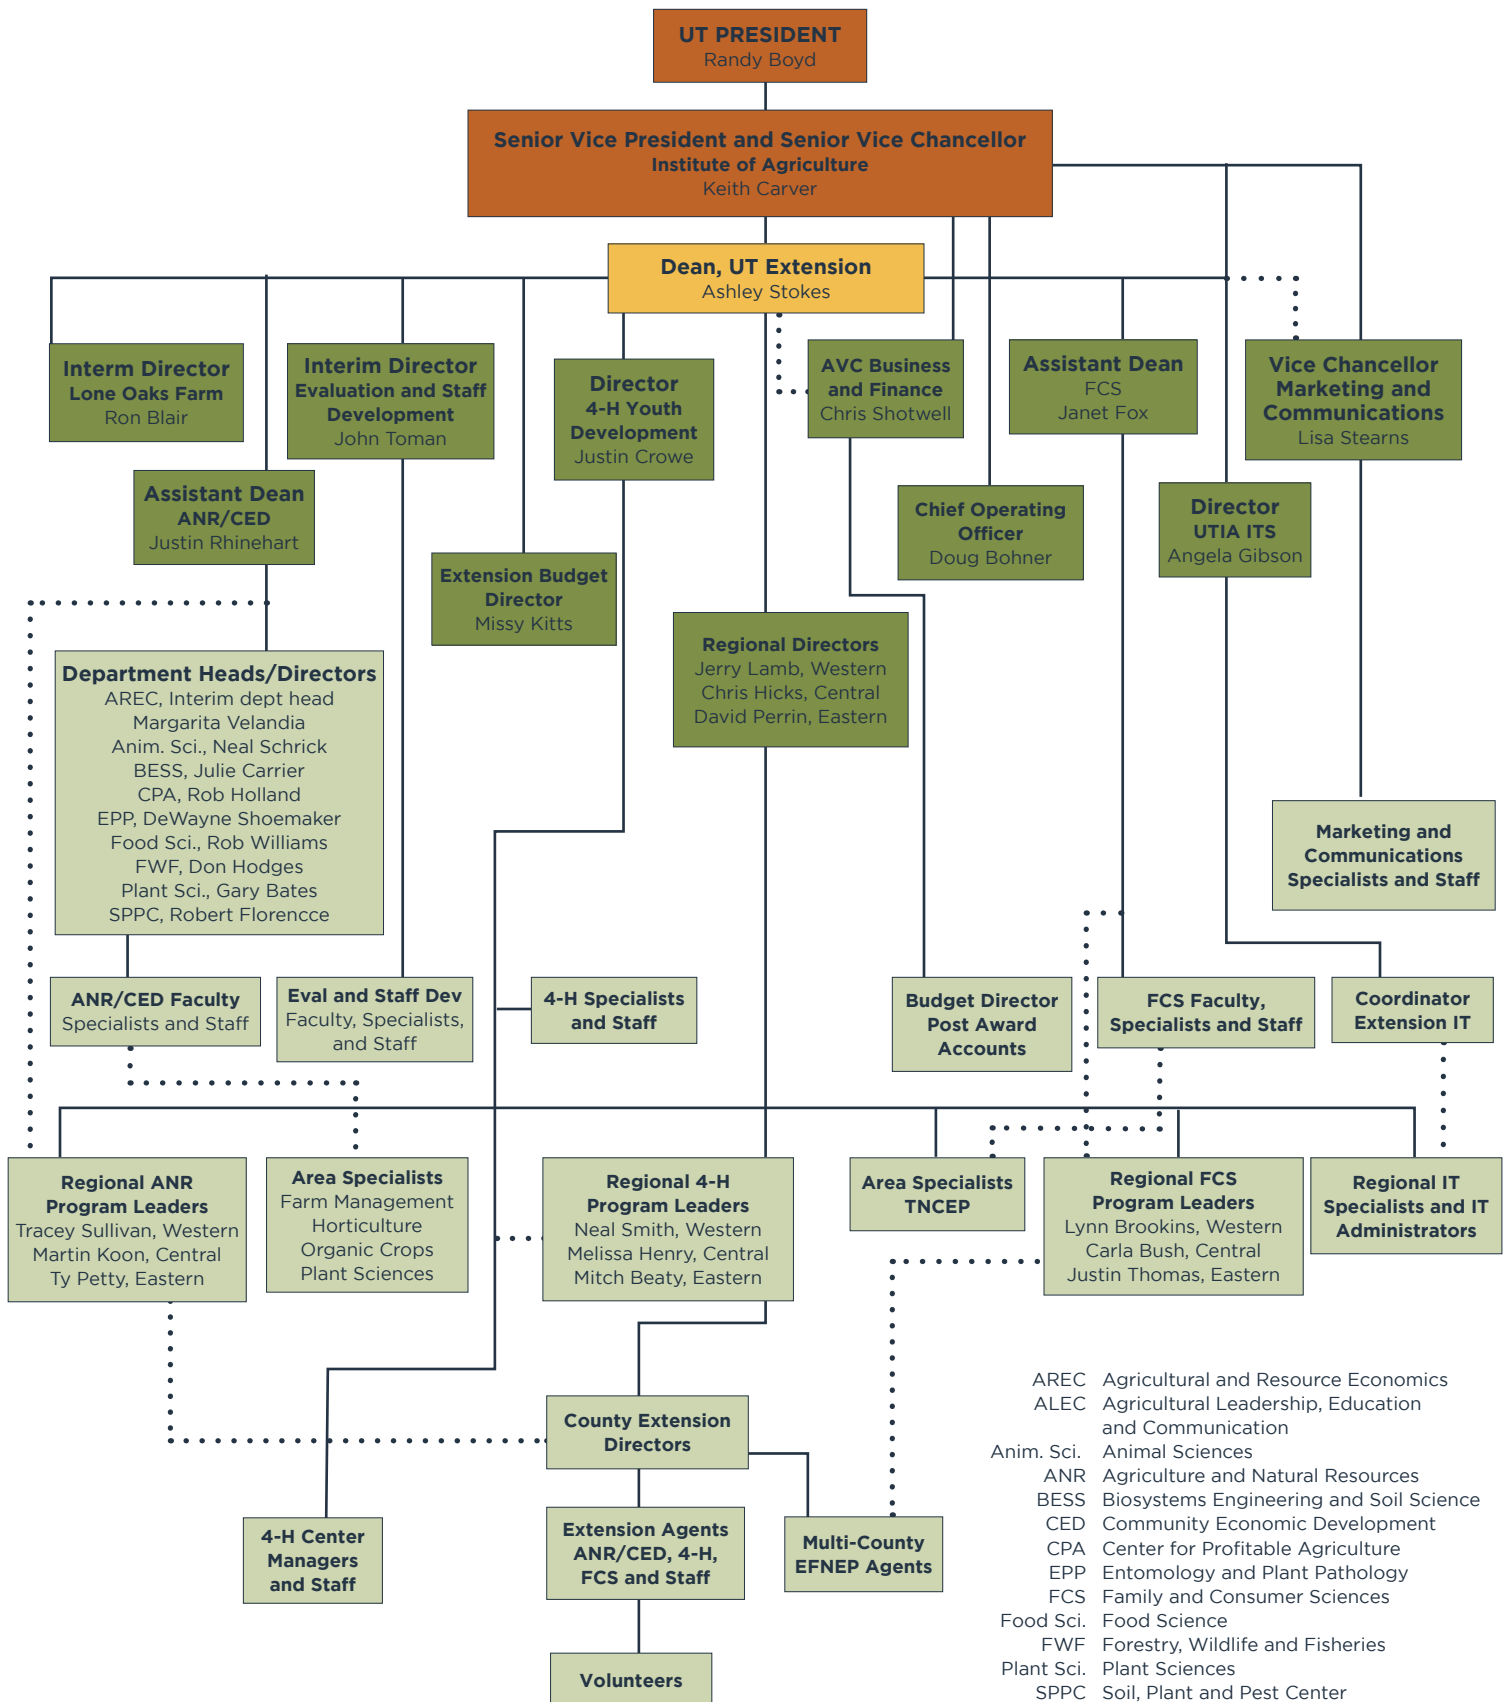 UT PRESIDENT
Randy Boyd
Senior Vice President and Senior Vice Chancellor
Institute of Agriculture
Keith Carver
Dean, UT Extension
Ashley Stokes
Interm Director
Lone Oaks Farm
Ron Blair
Interim Director
Evaluation and Staff
Development
John Toman
Director
4-H Youth
Development
Justin Crowe
AVC Business
and Finance
Chris Shotwell
Assistant Dean
FCS
Janet Fox
Vice Chancellor
Marketing and
Communications
Lisa Stearns
Assistant Dean
ANR/CED
Justin Rhinehart
Extension Budget
Director
Missy Kitts
Chief Operating
Officer
Doug Bohner
Director
UTIA ITS
Angela Gibson
Regional Directors
Jerry Lamb, Western
Chris Hicks, Central
David Perrin, Eastern
Department Heads/Directors
AREC, Interim dept head
Margarita Velandia
Anim. Sci., Neal Schrick
BESS, Julie Carrier
CPA, Rob Holland
EPP, DeWayne Shoemaker
Food Sci., Rob Williams
FWF, Don Hodges
Plant Sci., Gary Bates
SPPC, Robert Florencce
Marketing and
Communications
Specialists and Staff
ANR/CED Faculty
Specialists and Staff
Eval and Staff Dev
Faculty, Specialists,
and Staff
4-H Specialists
and Staff
Budget Director
Post Award
Accounts
FCS Faculty,
Specialists and Staff
Coordinator
Extension IT
Regional ANR
Program Leaders
Tracey Sullivan, Western
Martin Koon, Central
Ty Petty, Eastern
Area Specialists
Farm Management
Horticulture
Organic Crops
Plant Sciences
Regional 4-H
Program Leaders
Neal Smith, Western
Melissa Henry, Central
Mitch Beaty, Eastern
Area Specialists
TNCEP
Regional FCS
Program Leaders
Lynn Brookins, Western
Carla Bush, Central
Justin Thomas, Eastern
Regional IT
Specialists and IT
Administrators
County Extension
Directors
4-H Center
Managers
and Staff
Extension Agents
ANR/CED, 4-H,
FCS and Staff
Multi-County
EFNEP Agents
Volunteers
AREC Agricultural and Resource Economics
ALEC Agricultural Leadership, Education
and Communication
Anim. Sci. Animal Sciences
ANR Agriculture and Natural Resources
BESS Biosystems Engineering and Soil Science
CED Community Economic Development
CPA Center for Profitable Agriculture
EPP Entomology and Plant Pathology
FCS Family and Consumer Sciences
Food Sci. Food Science
FWF Forestry, Wildlife and Fisheries
Plant Sci. Plant Sciences
SPPC Soil, Plant and Pest Center